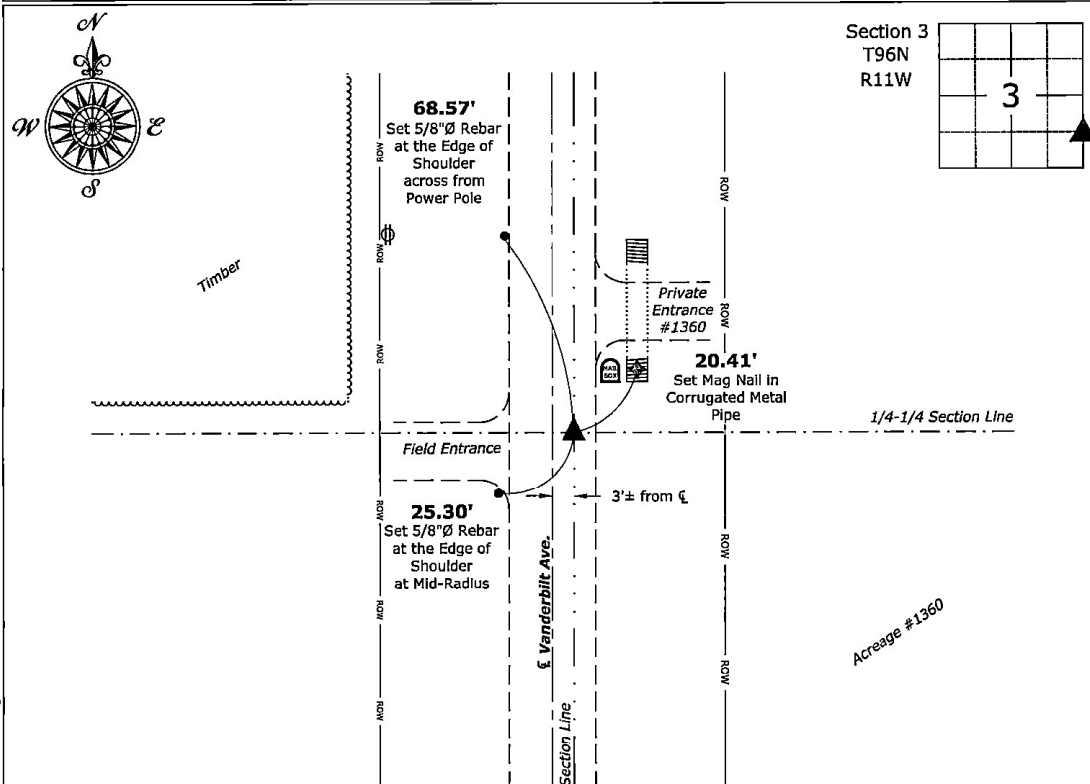 N
W
E
S
Section 3
T96N
R11W
3
68.57'
Set 5/8"Ø Rebar
at the Edge of
Shoulder
across from
Power Pole
ROW
ROW
ROW
ROW
ROW
Timber
Private
Entrance
#1360
MAIL
BOX
20.41'
Set Mag Nail in
Corrugated Metal
Pipe
1/4-1/4 Section Line
Field Entrance
3'± from ℄
25.30'
Set 5/8"Ø Rebar
at the Edge of
Shoulder
at Mid-Radius
ROW
ROW
ROW
ROW
ROW
℄ Vanderbilt Ave.
Section Line
Acreage #1360